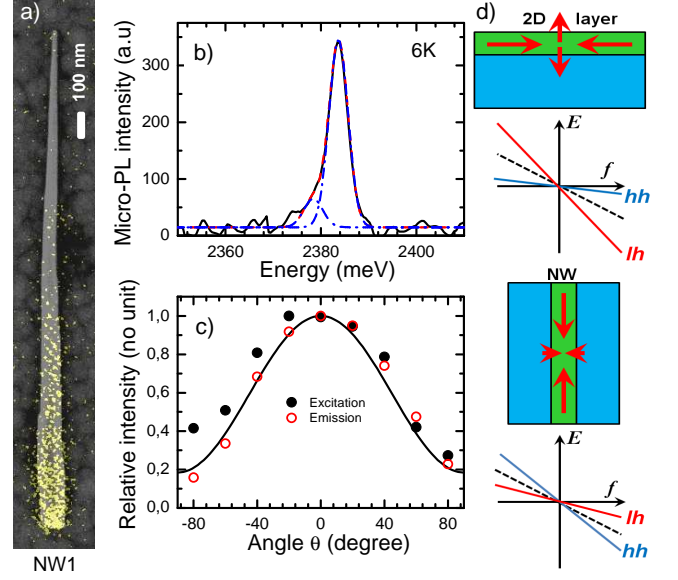 a)
100 nm
NW1
b)
6K
Micro-PL intensity (a.u)
350
300
200
100
50
0
2360
2380
2400
Energy (meV)
c)
Relative intensity (no unit)
1,0
0,8
0,6
0,4
0,2
0,0
Excitation
Emission
-80
-40
0
40
80
Angle θ (degree)
d)
2D layer
E
f
hh
lh
NW
E
f
lh
hh